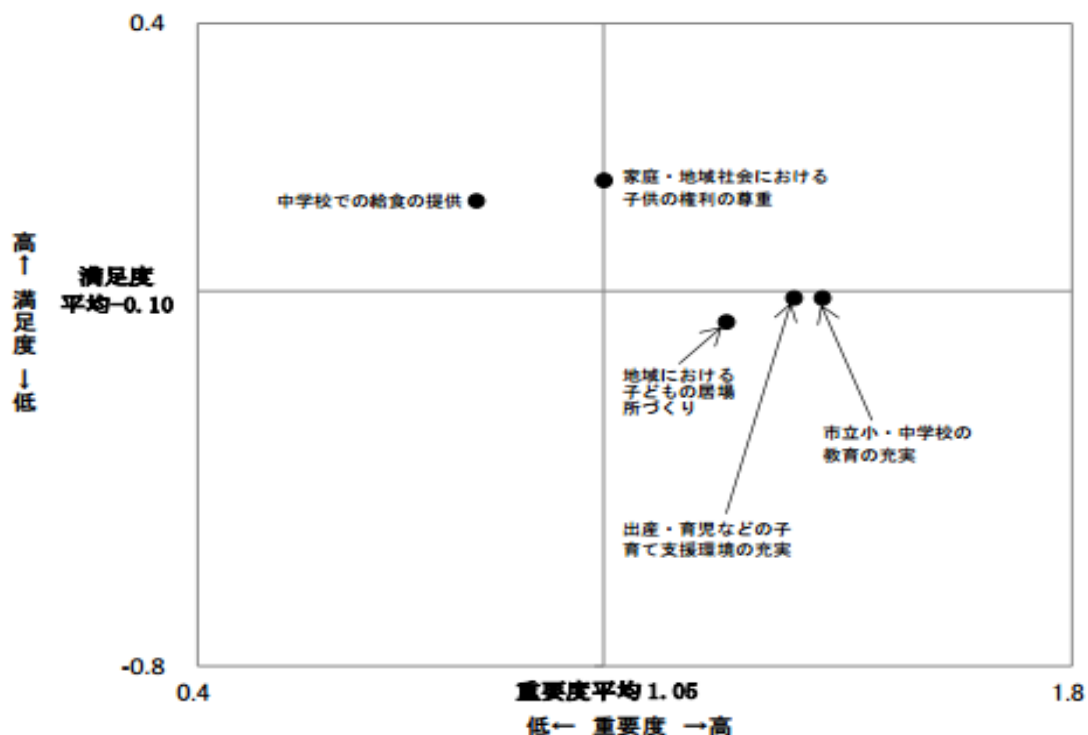 0.4
中学校での給食の提供
家庭・地域社会における
子供の権利の尊重
高↑ 満足度 ↓低
満足度
平均-0.10
地域における
子どもの居場
所づくり
市立小・中学校の
教育の充実
出産・育児などの子
育て支援環境の充実
-0.8
0.4
重要度平均1.05
1.8
低← 重要度 →高